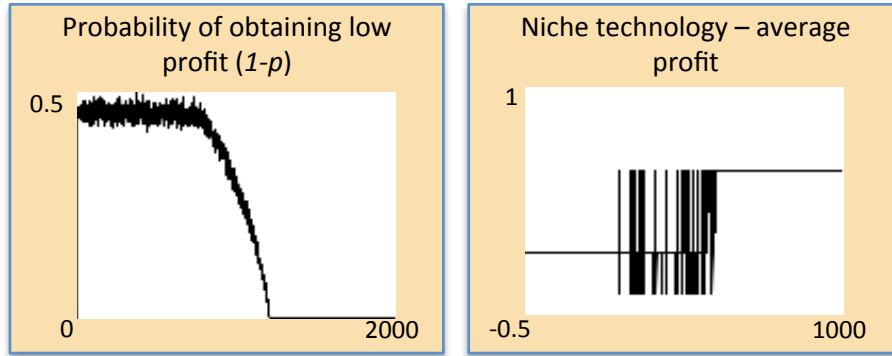 Probability of obtaining low
profit (1-p)
0.5
0
2000
Niche technology – average
profit
1
-0.5
1000